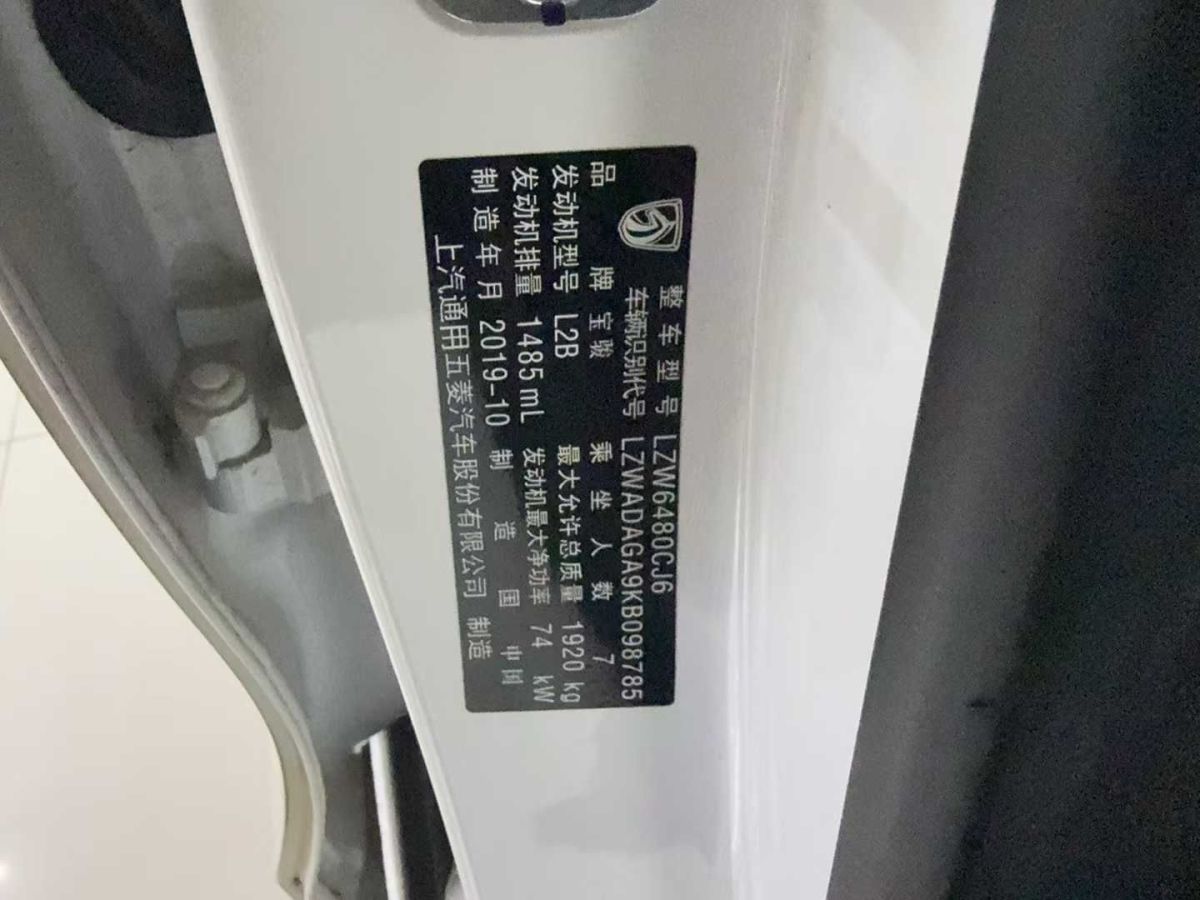 整车型号 LZW6480CJ6
车辆识别代号 LZWADAGA9KB098785
品牌 宝骏 乘坐人数 7
发动机型号 L2B 最大允许总质量 1920 kg
发动机排量 1485mL 发动机最大净功率 74 kW
制造年月 2019-10 制造国 中国
上汽通用五菱汽车股份有限公司 制造